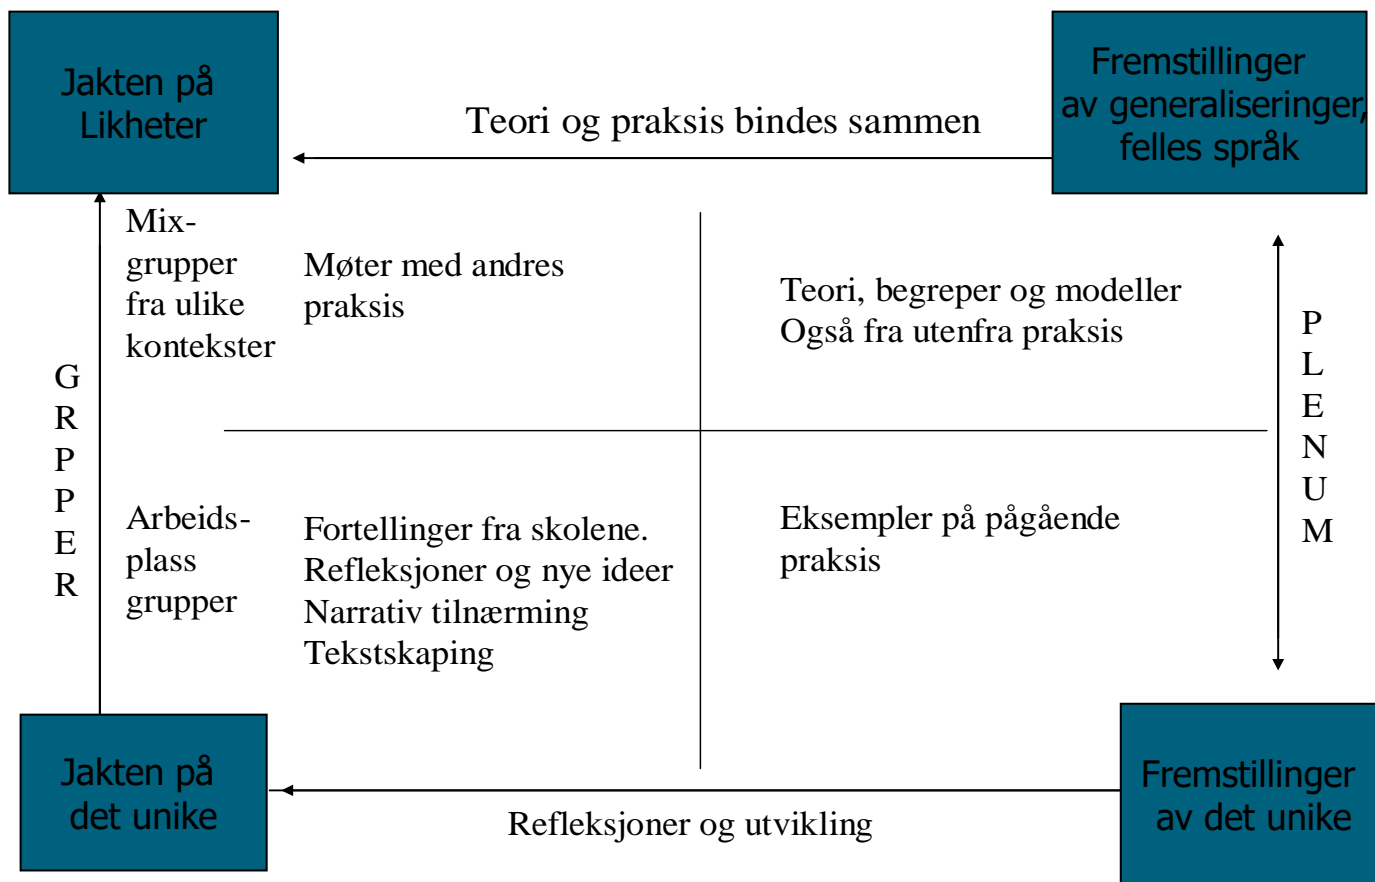 Jakten på
Likheter
Teori og praksis bindes sammen
Fremstillinger
av generaliseringer,
felles språk
Mix-
grupper
fra ulike
kontekster
Møter med andres
praksis
Teori, begreper og modeller
Også fra utenfra praksis
G
R
P
P
E
R
P
L
E
N
U
M
Arbeids-
plass
grupper
Fortellinger fra skolene.
Refleksjoner og nye ideer
Narrativ tilnærming
Tekstskaping
Eksempler på pågående
praksis
Jakten på
det unike
Refleksjoner og utvikling
Fremstillinger
av det unike